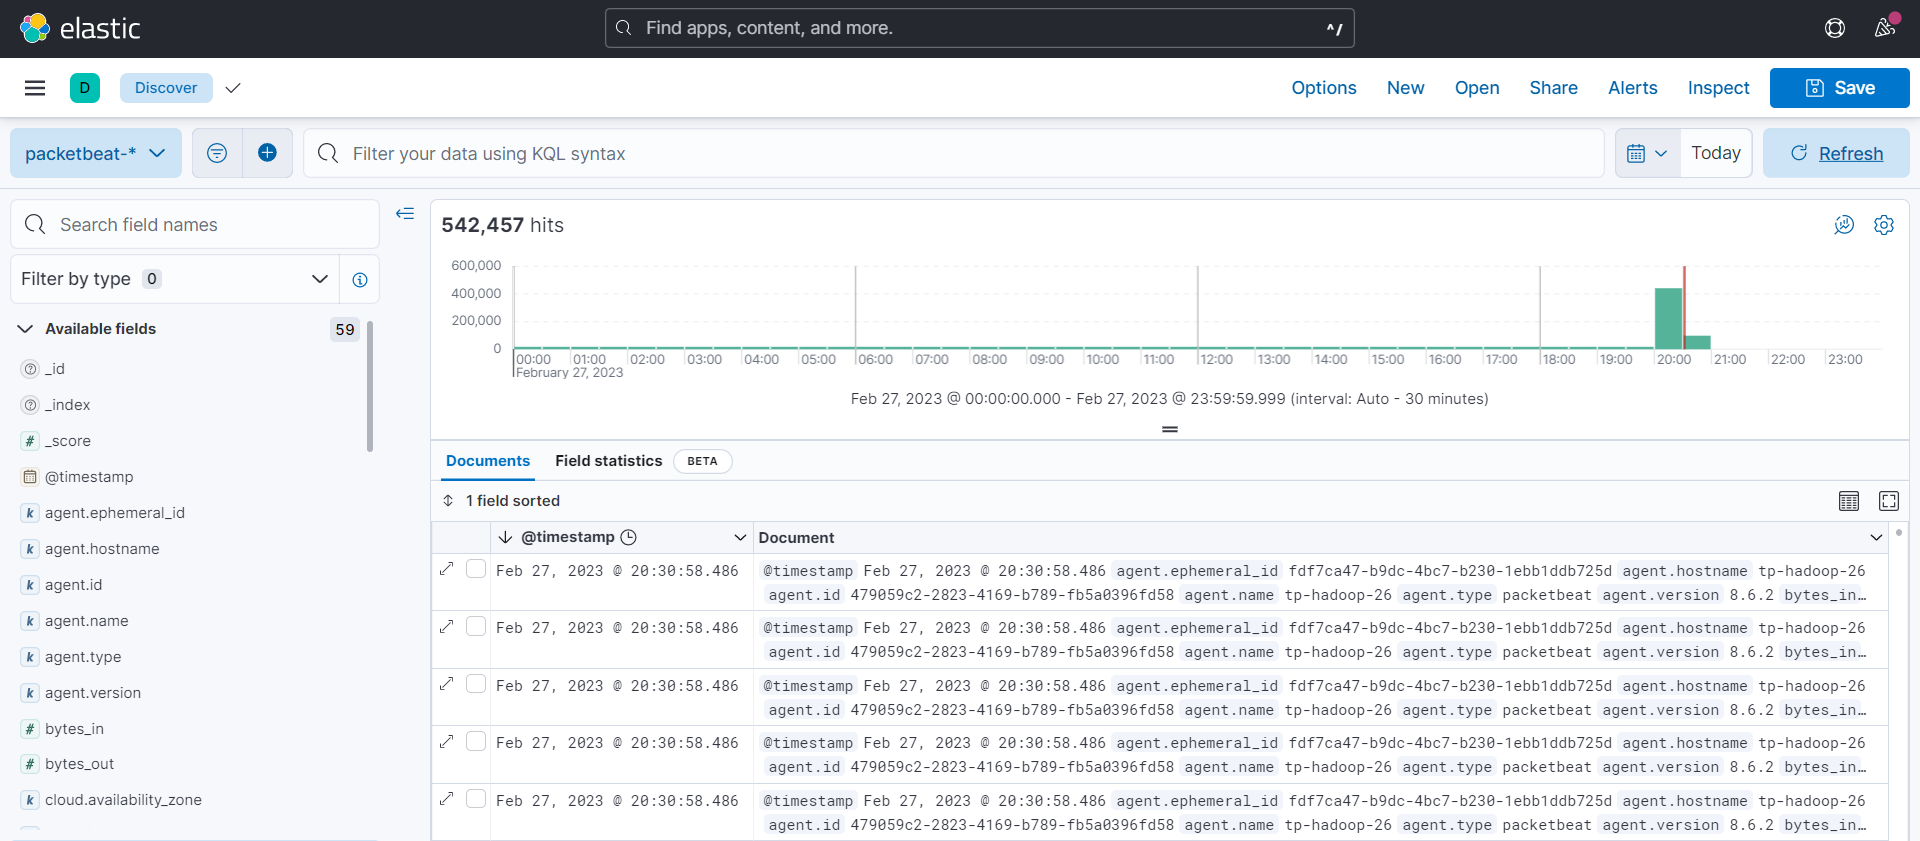 elastic
Find apps, content, and more.
^/
D
Discover
Options
New
Open
Share
Alerts
Inspect
Save
packetbeat-*
Filter your data using KQL syntax
Today
Refresh
Search field names
Filter by type 0
Available fields 59
_id
_index
# _score
@timestamp
k agent.ephemeral_id
k agent.hostname
k agent.id
k agent.name
k agent.type
k agent.version
# bytes_in
# bytes_out
k cloud.availability_zone
542,457 hits
600,000
400,000
200,000
0
00:00 01:00 02:00 03:00 04:00 05:00 06:00 07:00 08:00 09:00 10:00 11:00 12:00 13:00 14:00 15:00 16:00 17:00 18:00 19:00 20:00 21:00 22:00 23:00
February 27, 2023
Feb 27, 2023 @ 00:00:00.000 - Feb 27, 2023 @ 23:59:59.999 (interval: Auto - 30 minutes)
Documents Field statistics BETA
1 field sorted
@timestamp Document
Feb 27, 2023 @ 20:30:58.486 @timestamp Feb 27, 2023 @ 20:30:58.486 agent.ephemeral_id fdf7ca47-b9dc-4bc7-b230-1ebb1ddb725d agent.hostname tp-hadoop-26
agent.id 479059c2-2823-4169-b789-fb5a0396fd58 agent.name tp-hadoop-26 agent.type packetbeat agent.version 8.6.2 bytes_in…
Feb 27, 2023 @ 20:30:58.486 @timestamp Feb 27, 2023 @ 20:30:58.486 agent.ephemeral_id fdf7ca47-b9dc-4bc7-b230-1ebb1ddb725d agent.hostname tp-hadoop-26
agent.id 479059c2-2823-4169-b789-fb5a0396fd58 agent.name tp-hadoop-26 agent.type packetbeat agent.version 8.6.2 bytes_in…
Feb 27, 2023 @ 20:30:58.486 @timestamp Feb 27, 2023 @ 20:30:58.486 agent.ephemeral_id fdf7ca47-b9dc-4bc7-b230-1ebb1ddb725d agent.hostname tp-hadoop-26
agent.id 479059c2-2823-4169-b789-fb5a0396fd58 agent.name tp-hadoop-26 agent.type packetbeat agent.version 8.6.2 bytes_in…
Feb 27, 2023 @ 20:30:58.486 @timestamp Feb 27, 2023 @ 20:30:58.486 agent.ephemeral_id fdf7ca47-b9dc-4bc7-b230-1ebb1ddb725d agent.hostname tp-hadoop-26
agent.id 479059c2-2823-4169-b789-fb5a0396fd58 agent.name tp-hadoop-26 agent.type packetbeat agent.version 8.6.2 bytes_in…
Feb 27, 2023 @ 20:30:58.486 @timestamp Feb 27, 2023 @ 20:30:58.486 agent.ephemeral_id fdf7ca47-b9dc-4bc7-b230-1ebb1ddb725d agent.hostname tp-hadoop-26
agent.id 479059c2-2823-4169-b789-fb5a0396fd58 agent.name tp-hadoop-26 agent.type packetbeat agent.version 8.6.2 bytes_in…